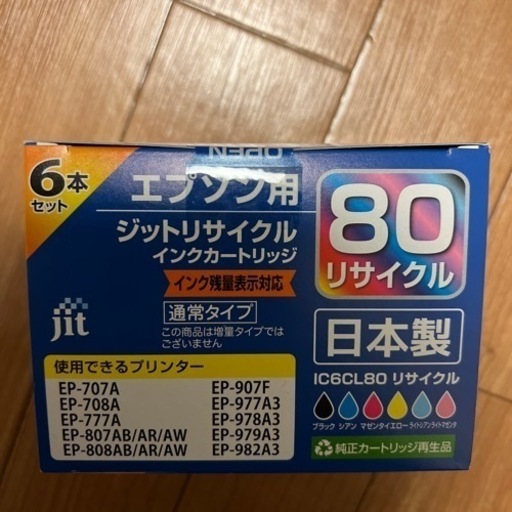 OPEN
6本
セット
エプソン用
ジットリサイクル
インクカートリッジ
インク残量表示対応
通常タイプ
この商品は増量タイプでは
ございません
jit
80
リサイクル
日本製
IC6CL80 リサイクル
ブラック シアン マゼンタ イエロー ライトシアン ライトマゼンタ
純正カートリッジ再生品
使用できるプリンター
EP-707A EP-907F
EP-708A EP-977A3
EP-777A EP-978A3
EP-807AB/AR/AW EP-979A3
EP-808AB/AR/AW EP-982A3